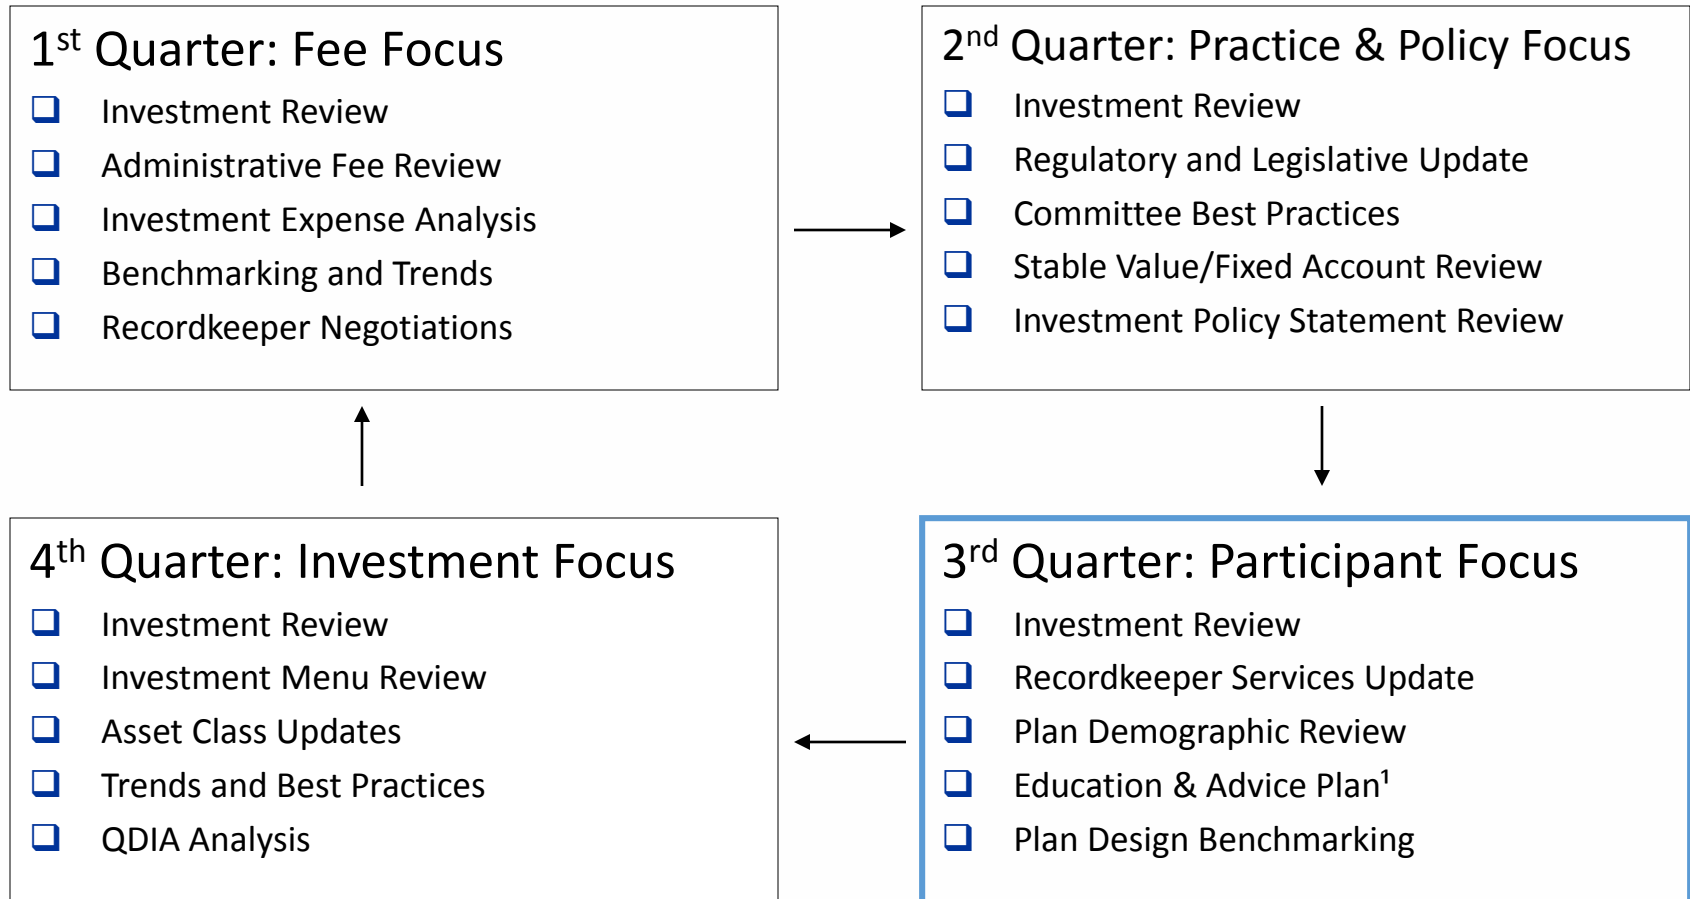 1st Quarter: Fee Focus
Investment Review
Administrative Fee Review
Investment Expense Analysis
Benchmarking and Trends
Recordkeeper Negotiations
2nd Quarter: Practice & Policy Focus
Investment Review
Regulatory and Legislative Update
Committee Best Practices
Stable Value/Fixed Account Review
Investment Policy Statement Review
3rd Quarter: Participant Focus
Investment Review
Recordkeeper Services Update
Plan Demographic Review
Education & Advice Plan¹
Plan Design Benchmarking
4th Quarter: Investment Focus
Investment Review
Investment Menu Review
Asset Class Updates
Trends and Best Practices
QDIA Analysis